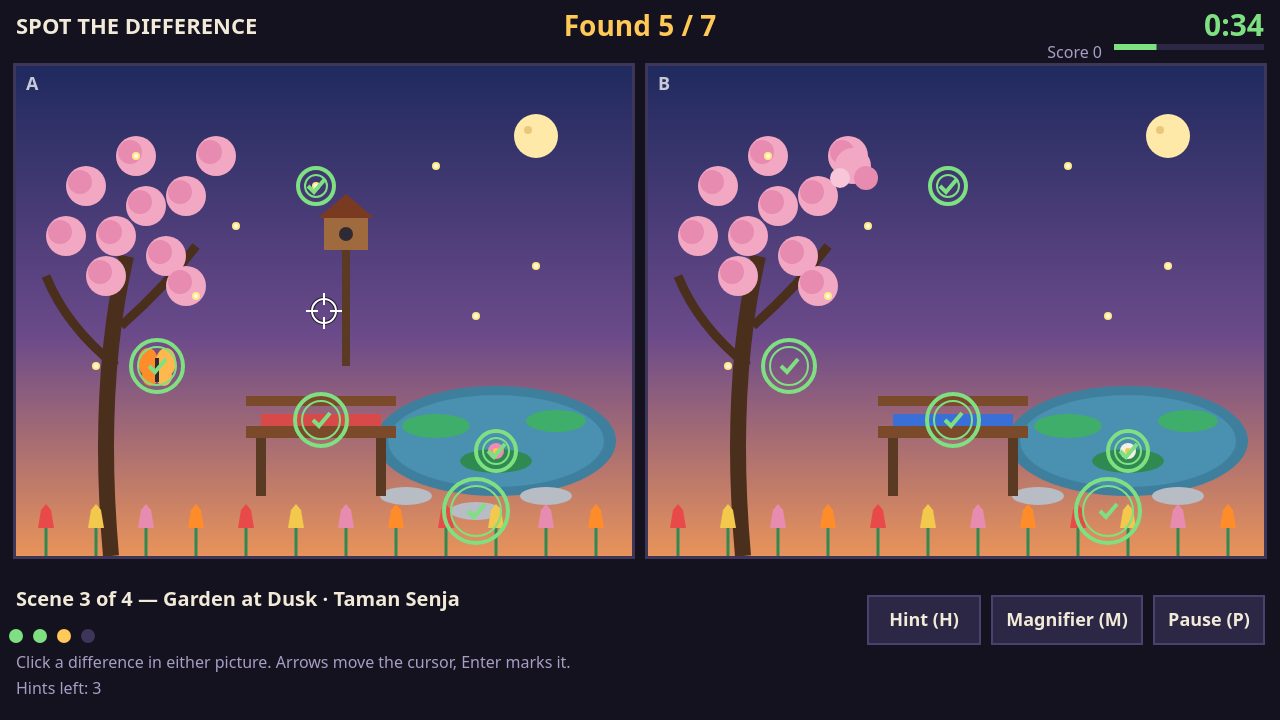 SPOT THE DIFFERENCE
Found 5 / 7
0:34
Score 0
A
B
Scene 3 of 4 — Garden at Dusk · Taman Senja
Hint (H)
Magnifier (M)
Pause (P)
Click a difference in either picture. Arrows move the cursor, Enter marks it.
Hints left: 3